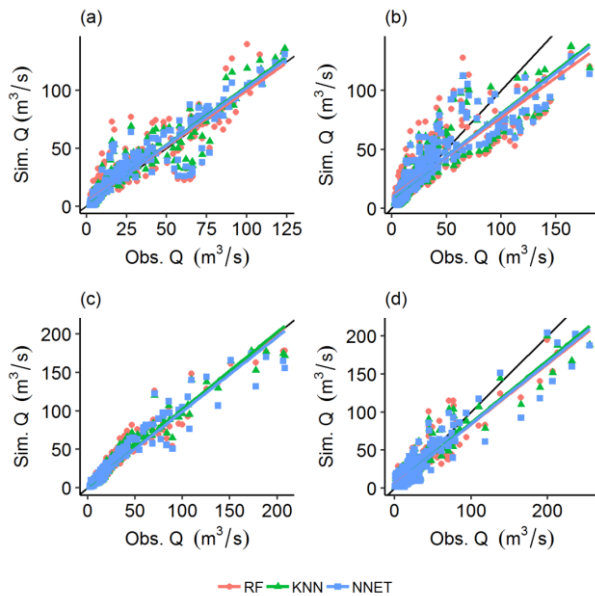 (a)
Sim. Q (m³/s)
100
50
0
0 25 50 75 100 125
Obs. Q (m³/s)
(b)
Sim. Q (m³/s)
100
50
0
0 50 100 150
Obs. Q (m³/s)
(c)
Sim. Q (m³/s)
200
150
100
50
0
0 50 100 150 200
Obs. Q (m³/s)
(d)
Sim. Q (m³/s)
200
150
100
50
0
0 100 200
Obs. Q (m³/s)
RF KNN NNET